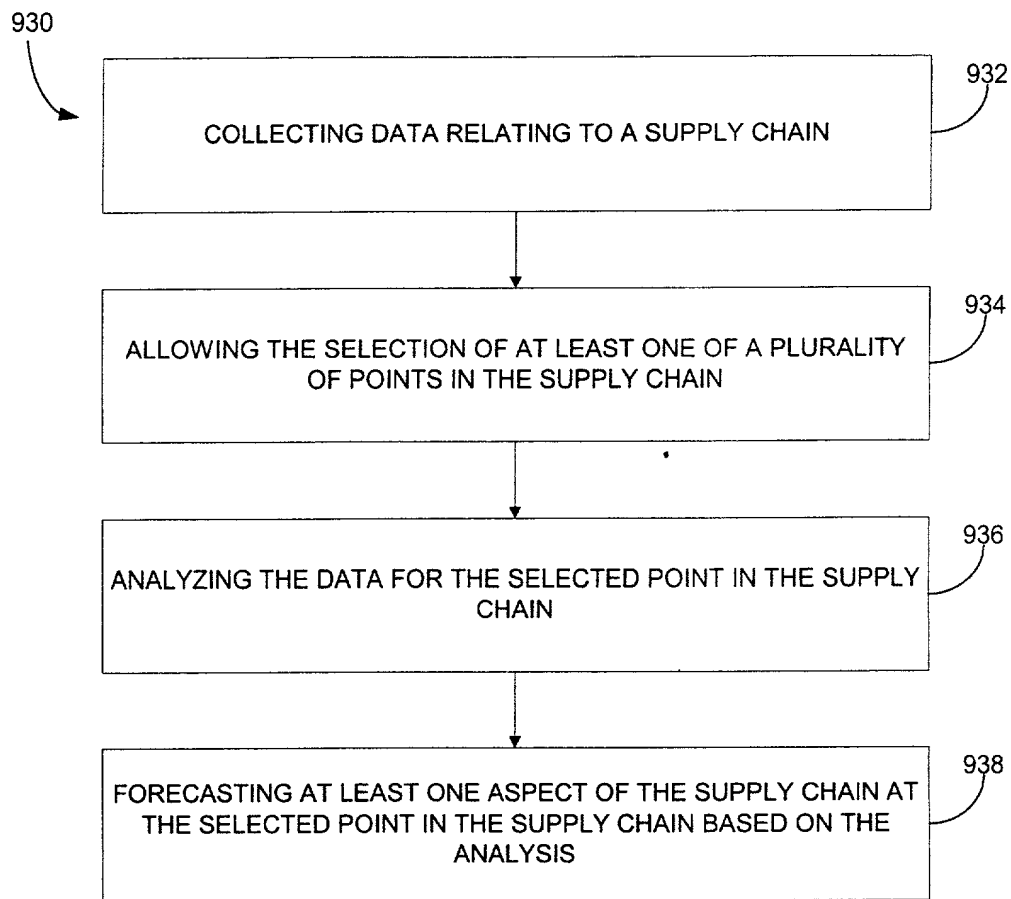 930
932
COLLECTING DATA RELATING TO A SUPPLY CHAIN
934
ALLOWING THE SELECTION OF AT LEAST ONE OF A PLURALITY
OF POINTS IN THE SUPPLY CHAIN
936
ANALYZING THE DATA FOR THE SELECTED POINT IN THE SUPPLY
CHAIN
938
FORECASTING AT LEAST ONE ASPECT OF THE SUPPLY CHAIN AT
THE SELECTED POINT IN THE SUPPLY CHAIN BASED ON THE
ANALYSIS